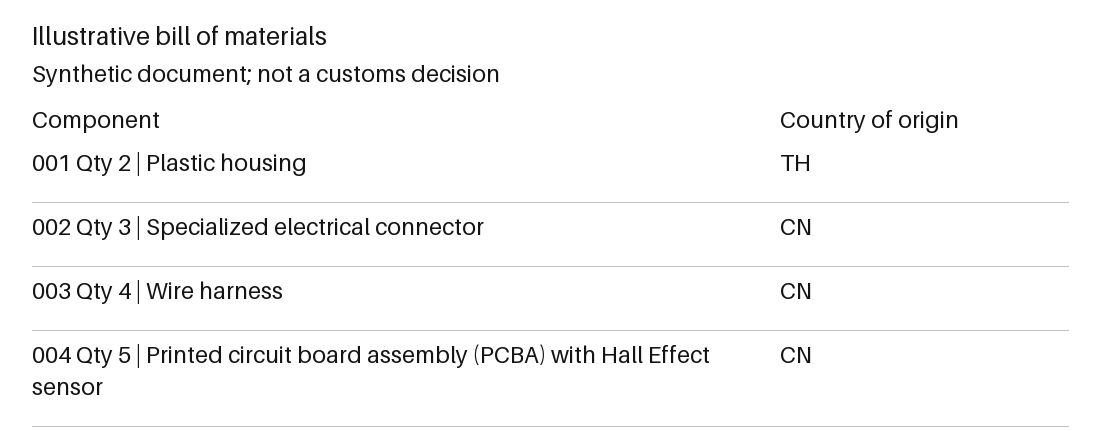 Illustrative bill of materials
Synthetic document; not a customs decision
Component Country of origin
001 Qty 2 | Plastic housing TH
002 Qty 3 | Specialized electrical connector CN
003 Qty 4 | Wire harness CN
004 Qty 5 | Printed circuit board assembly (PCBA) with Hall Effect CN
sensor